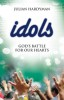 JULIAN HARDYMAN
idols
GOD'S BATTLE
FOR OUR HEARTS